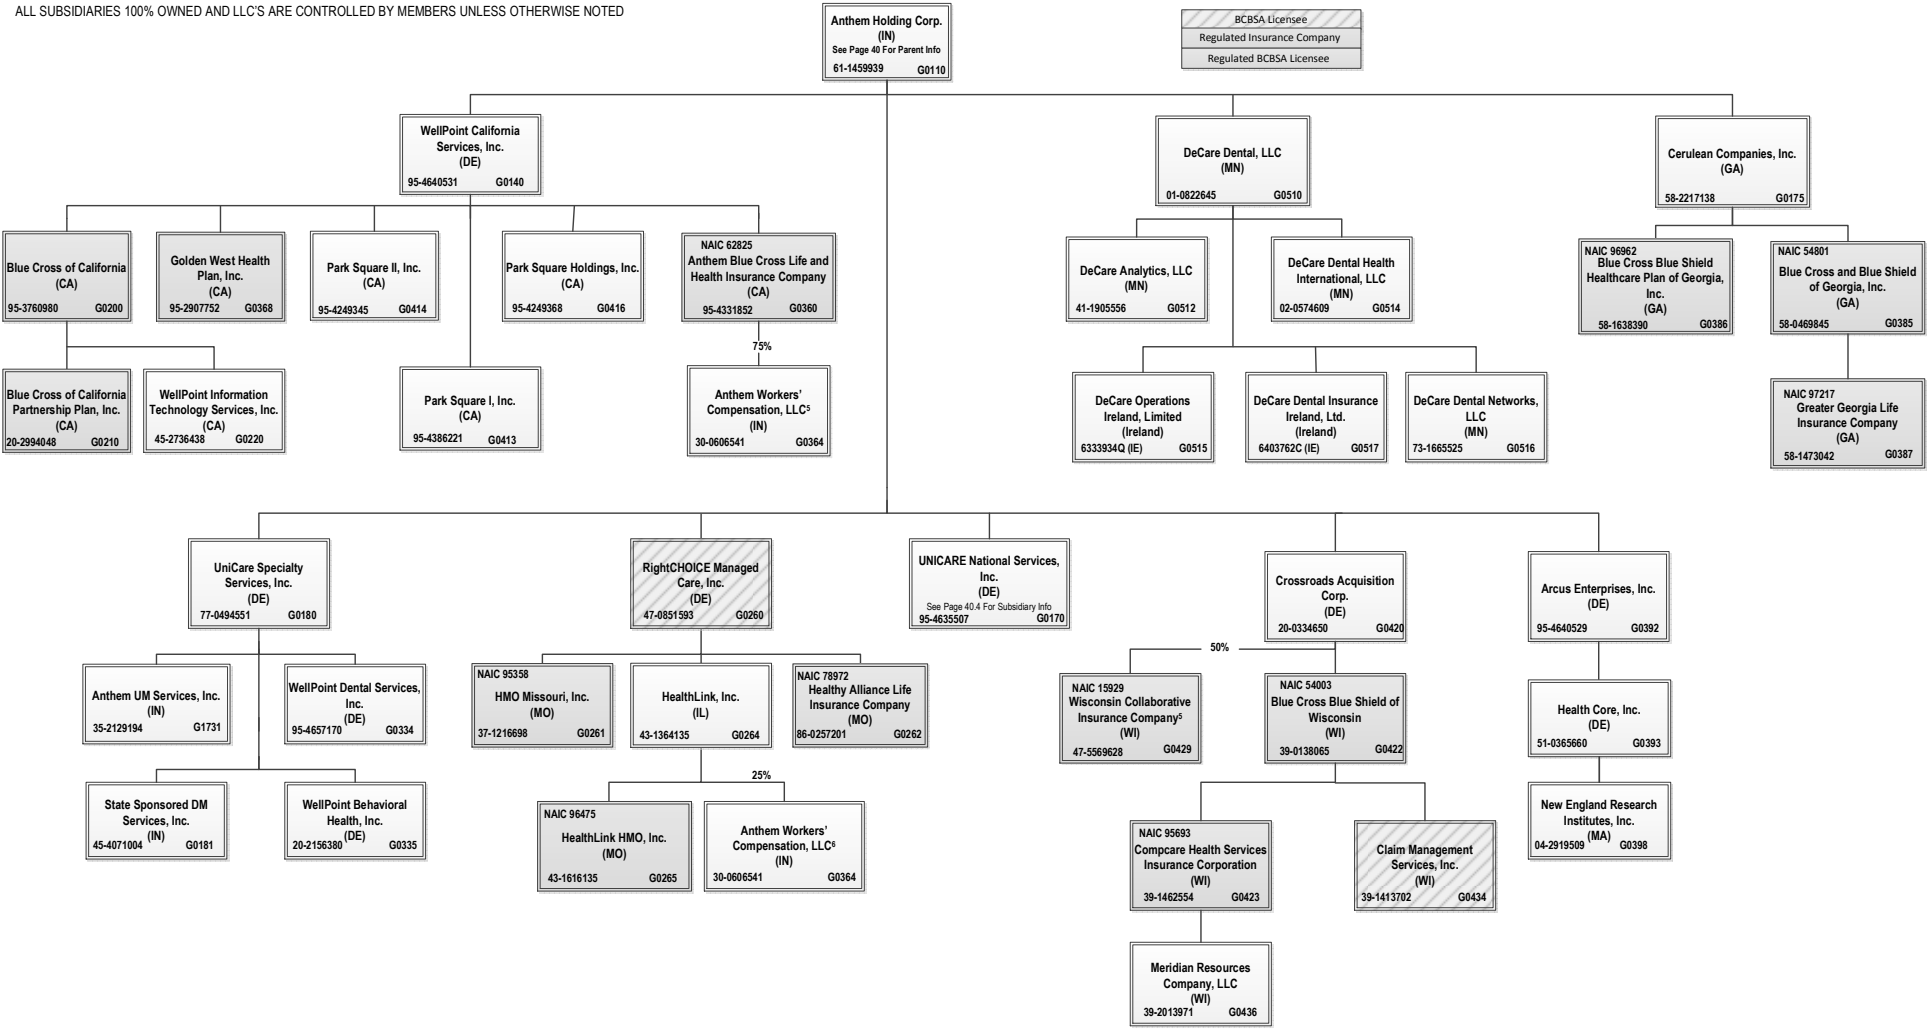 ALL SUBSIDIARIES 100% OWNED AND LLC'S ARE CONTROLLED BY MEMBERS UNLESS OTHERWISE NOTED
Anthem Holding Corp.
(IN)
See Page 40 For Parent Info
61-1459939 G0110
BCBSA Licensee
Regulated Insurance Company
Regulated BCBSA Licensee
WellPoint California
Services, Inc.
(DE)
95-4640531 G0140
DeCare Dental, LLC
(MN)
01-0822645 G0510
Cerulean Companies, Inc.
(GA)
58-2217138 G0175
Blue Cross of California
(CA)
95-3760980 G0200
Golden West Health
Plan, Inc.
(CA)
95-2907752 G0368
Park Square II, Inc.
(CA)
95-4249345 G0414
Park Square Holdings, Inc.
(CA)
95-4249368 G0416
NAIC 62825
Anthem Blue Cross Life and
Health Insurance Company
(CA)
95-4331852 G0360
DeCare Analytics, LLC
(MN)
41-1905556 G0512
DeCare Dental Health
International, LLC
(MN)
02-0574609 G0514
NAIC 96962
Blue Cross Blue Shield
Healthcare Plan of Georgia,
Inc.
(GA)
58-1638390 G0386
NAIC 54801
Blue Cross and Blue Shield
of Georgia, Inc.
(GA)
58-0469845 G0385
75%
Blue Cross of California
Partnership Plan, Inc.
(CA)
20-2994048 G0210
WellPoint Information
Technology Services, Inc.
(CA)
45-2736438 G0220
Park Square I, Inc.
(CA)
95-4386221 G0413
Anthem Workers'
Compensation, LLC⁵
(IN)
30-0606541 G0364
DeCare Operations
Ireland, Limited
(Ireland)
6333934Q (IE) G0515
DeCare Dental Insurance
Ireland, Ltd.
(Ireland)
6403762C (IE) G0517
DeCare Dental Networks,
LLC
(MN)
73-1665525 G0516
NAIC 97217
Greater Georgia Life
Insurance Company
(GA)
58-1473042 G0387
UniCare Specialty
Services, Inc.
(DE)
77-0494551 G0180
RightCHOICE Managed
Care, Inc.
(DE)
47-0851593 G0260
UNICARE National Services,
Inc.
(DE)
See Page 40.4 For Subsidiary Info
95-4635507 G0170
Crossroads Acquisition
Corp.
(DE)
20-0334650 G0420
Arcus Enterprises, Inc.
(DE)
95-4640529 G0392
50%
Anthem UM Services, Inc.
(IN)
35-2129194 G1731
WellPoint Dental Services,
Inc.
(DE)
95-4657170 G0334
NAIC 95358
HMO Missouri, Inc.
(MO)
37-1216698 G0261
HealthLink, Inc.
(IL)
43-1364135 G0264
NAIC 78972
Healthy Alliance Life
Insurance Company
(MO)
86-0257201 G0262
NAIC 15929
Wisconsin Collaborative
Insurance Company⁵
(WI)
47-5569628 G0429
NAIC 54003
Blue Cross Blue Shield of
Wisconsin
(WI)
39-0138065 G0422
Health Core, Inc.
(DE)
51-0365660 G0393
25%
State Sponsored DM
Services, Inc.
(IN)
45-4071004 G0181
WellPoint Behavioral
Health, Inc.
(DE)
20-2156380 G0335
NAIC 96475
HealthLink HMO, Inc.
(MO)
43-1616135 G0265
Anthem Workers'
Compensation, LLC⁶
(IN)
30-0606541 G0364
NAIC 95693
Compcare Health Services
Insurance Corporation
(WI)
39-1462554 G0423
Claim Management
Services, Inc.
(WI)
39-1413702 G0434
New England Research
Institutes, Inc.
(MA)
04-2919509 G0398
Meridian Resources
Company, LLC
(WI)
39-2013971 G0436